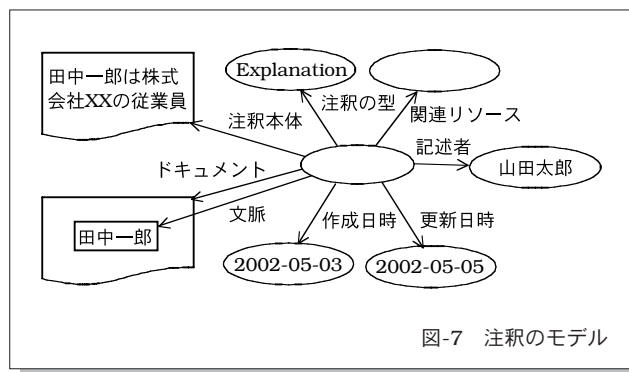 田中一郎は株式
会社XXの従業員
Explanation
注釈の型
関連リソース
注釈本体
記述者
山田太郎
ドキュメント
文脈
田中一郎
作成日時
更新日時
2002-05-03
2002-05-05
図-7 注釈のモデル